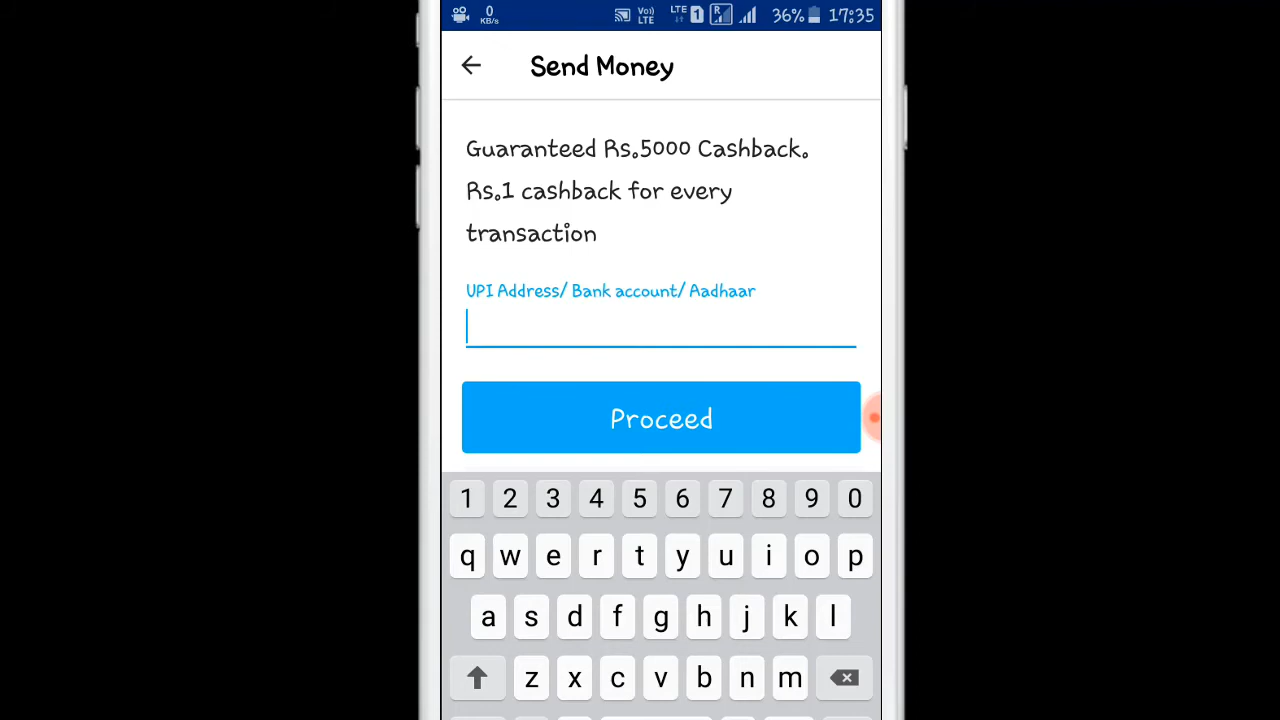 0 KB/s VoD LTE LTE 1 R 36% 17:35
Send Money
Guaranteed Rs.5000 Cashback.
Rs.1 cashback for every
transaction
UPI Address/ Bank account/ Aadhaar
Proceed
1 2 3 4 5 6 7 8 9 0
q w e r t y u i o p
a s d f g h j k l
z x c v b n m